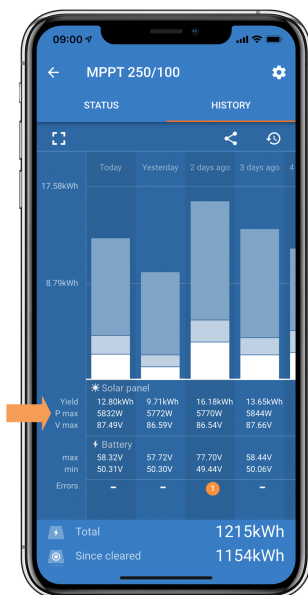 09:00
MPPT 250/100
STATUS HISTORY
Today Yesterday 2 days ago 3 days ago 4
17.58kWh
8.79kWh
Solar panel
Yield 12.80kWh 9.71kWh 16.18kWh 13.65kWh
P max 5832W 5772W 5770W 5844W
V max 87.49V 86.59V 86.54V 87.66V
Battery
max 58.32V 57.72V 77.70V 58.44V
min 50.31V 50.30V 49.44V 50.06V
Errors – – 1 –
Total 1215kWh
Since cleared 1154kWh